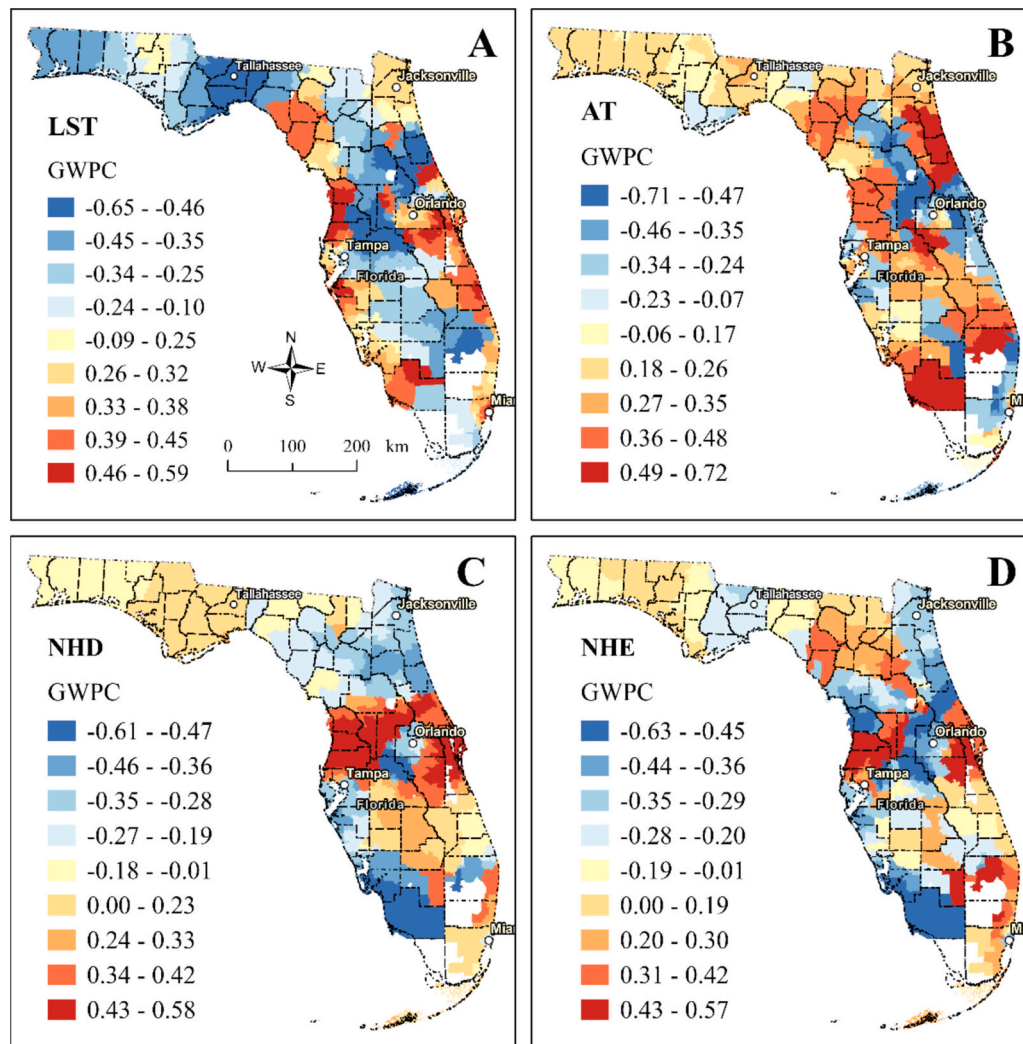 A
Tallahassee
Jacksonville
LST
GWPC
-0.65 - -0.46
-0.45 - -0.35
-0.34 - -0.25
-0.24 - -0.10
-0.09 - 0.25
0.26 - 0.32
0.33 - 0.38
0.39 - 0.45
0.46 - 0.59
Orlando
Tampa
Florida
N
W E
S
0 100 200 km
Mian
B
Tallahassee
Jacksonville
AT
GWPC
-0.71 - -0.47
-0.46 - -0.35
-0.34 - -0.24
-0.23 - -0.07
-0.06 - 0.17
0.18 - 0.26
0.27 - 0.35
0.36 - 0.48
0.49 - 0.72
Orlando
Tampa
Florida
M
C
Tallahassee
Jacksonville
NHD
GWPC
-0.61 - -0.47
-0.46 - -0.36
-0.35 - -0.28
-0.27 - -0.19
-0.18 - -0.01
0.00 - 0.23
0.24 - 0.33
0.34 - 0.42
0.43 - 0.58
Orlando
Tampa
Florida
Mian
D
Tallahassee
Jacksonville
NHE
GWPC
-0.63 - -0.45
-0.44 - -0.36
-0.35 - -0.29
-0.28 - -0.20
-0.19 - -0.01
0.00 - 0.19
0.20 - 0.30
0.31 - 0.42
0.43 - 0.57
Orlando
Tampa
Florida
M